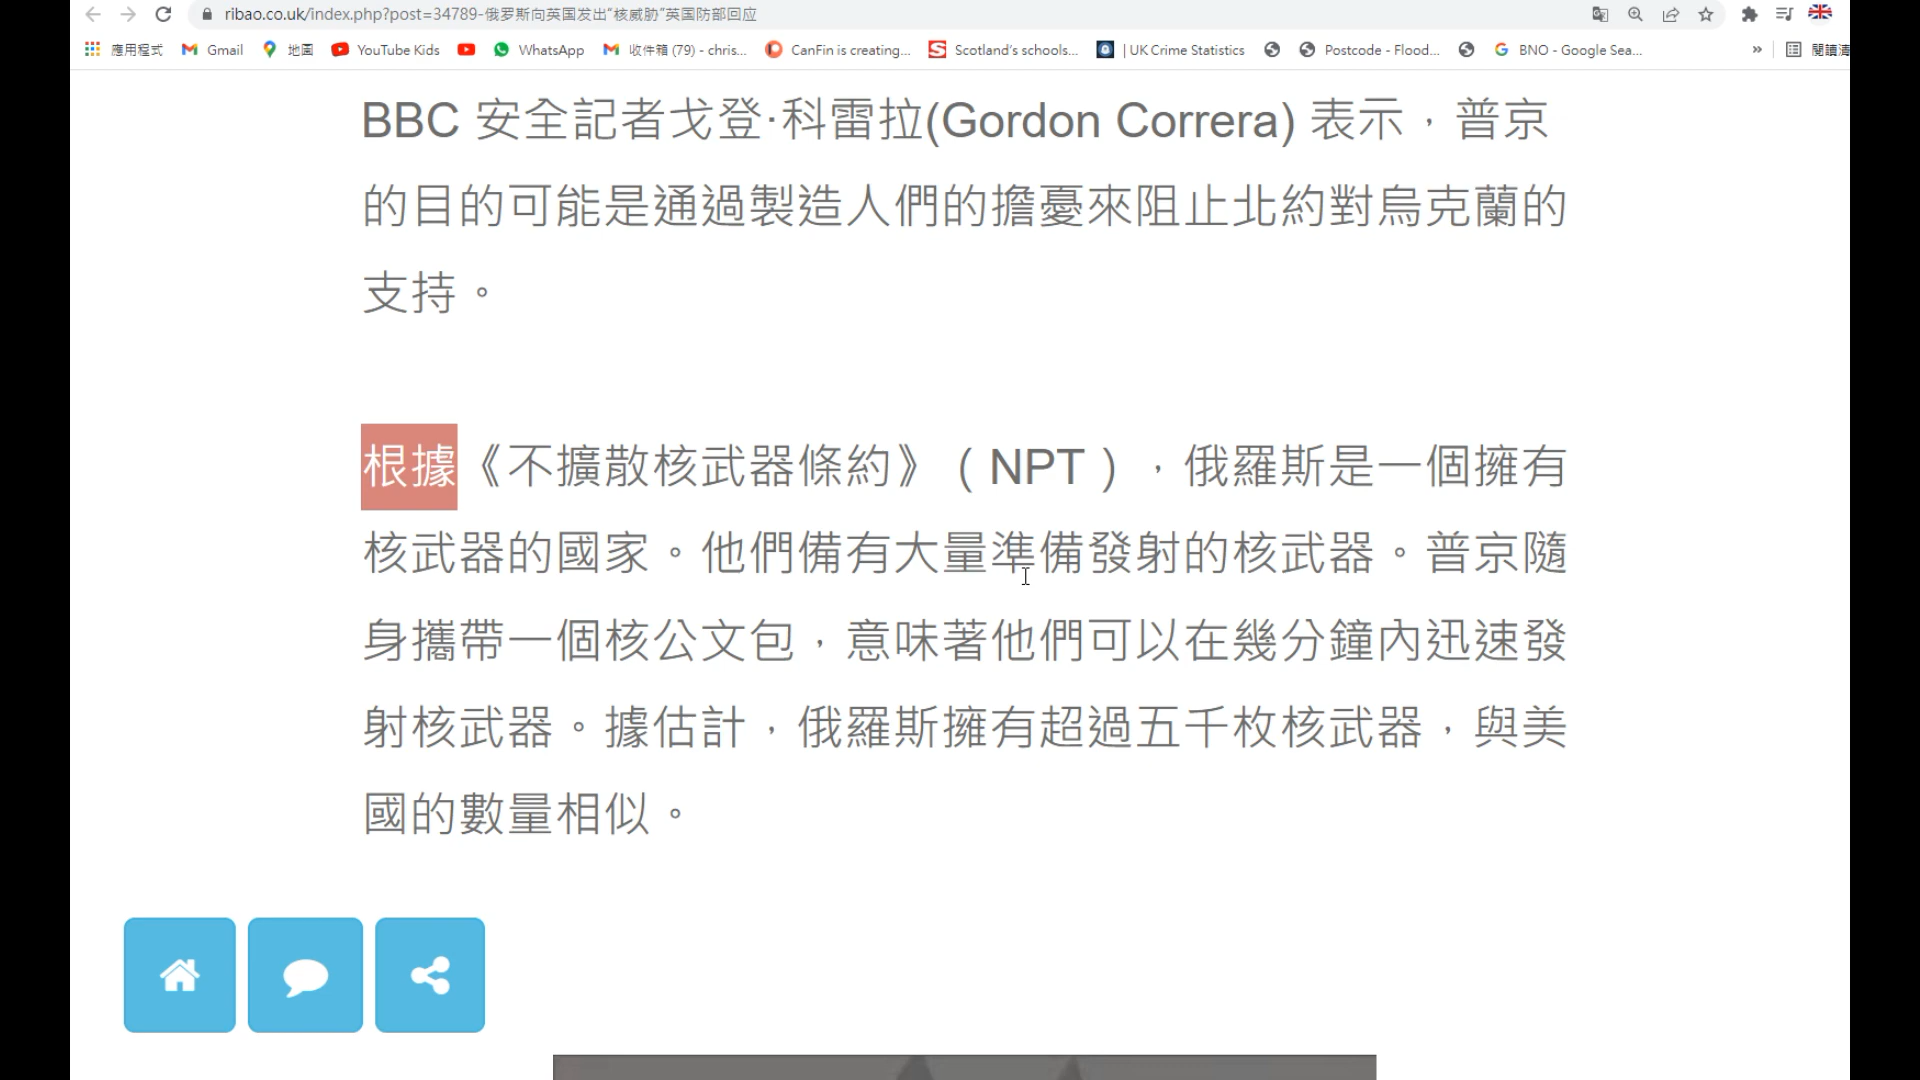 ribao.co.uk/index.php?post=34789-俄罗斯向英国发出“核威胁”英国防部回应
應用程式 Gmail 地圖 YouTube Kids WhatsApp 收件箱 (79) - chris... CanFin is creating... Scotland's schools... | UK Crime Statistics Postcode - Flood... BNO - Google Sea... » 閱讀清
BBC 安全記者戈登·科雷拉(Gordon Correra) 表示，普京
的目的可能是通過製造人們的擔憂來阻止北約對烏克蘭的
支持。
根據《不擴散核武器條約》（NPT），俄羅斯是一個擁有
核武器的國家。他們備有大量準備發射的核武器。普京隨
身攜帶一個核公文包，意味著他們可以在幾分鐘內迅速發
射核武器。據估計，俄羅斯擁有超過五千枚核武器，與美
國的數量相似。